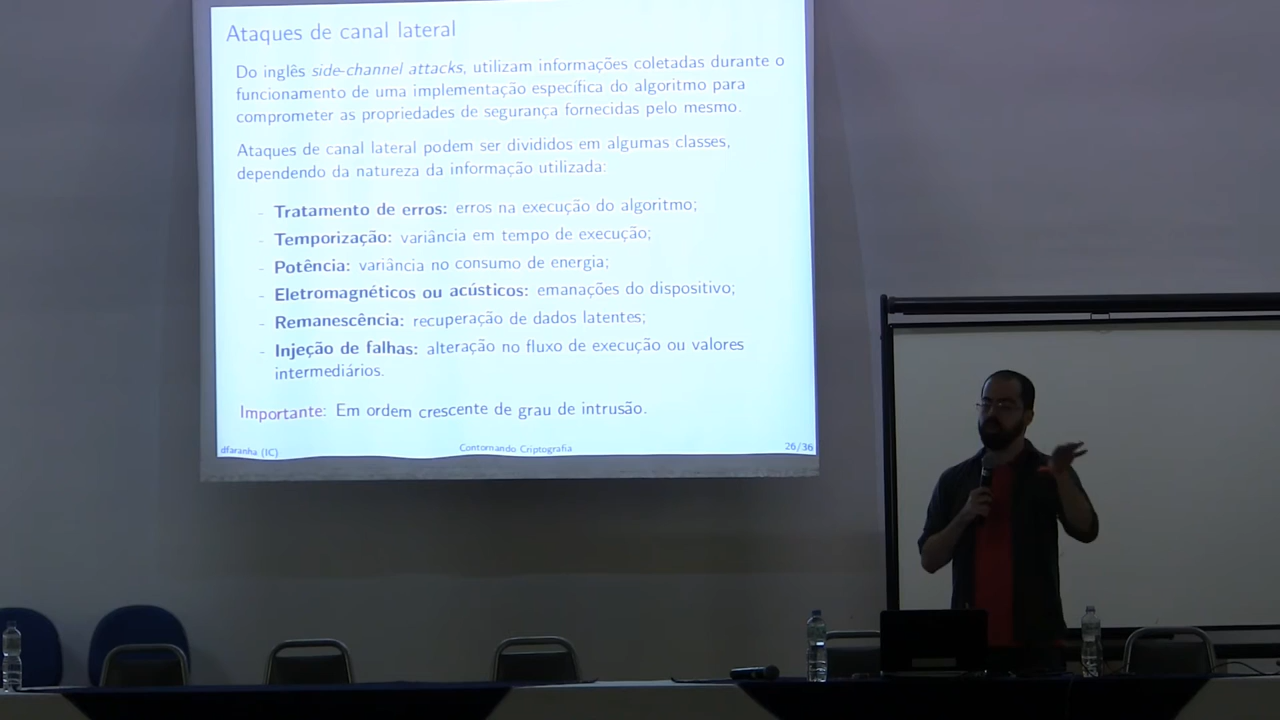 Ataques de canal lateral
Do inglês side-channel attacks, utilizam informações coletadas durante o
funcionamento de uma implementação específica do algoritmo para
comprometer as propriedades de segurança fornecidas pelo mesmo.
Ataques de canal lateral podem ser divididos em algumas classes,
dependendo da natureza da informação utilizada:
- Tratamento de erros: erros na execução do algoritmo;
- Temporização: variância em tempo de execução;
- Potência: variância no consumo de energia;
- Eletromagnéticos ou acústicos: emanações do dispositivo;
- Remanescência: recuperação de dados latentes;
- Injeção de falhas: alteração no fluxo de execução ou valores
intermediários.
Importante: Em ordem crescente de grau de intrusão.
dfaranha (IC) Contornando Criptografia 26/36